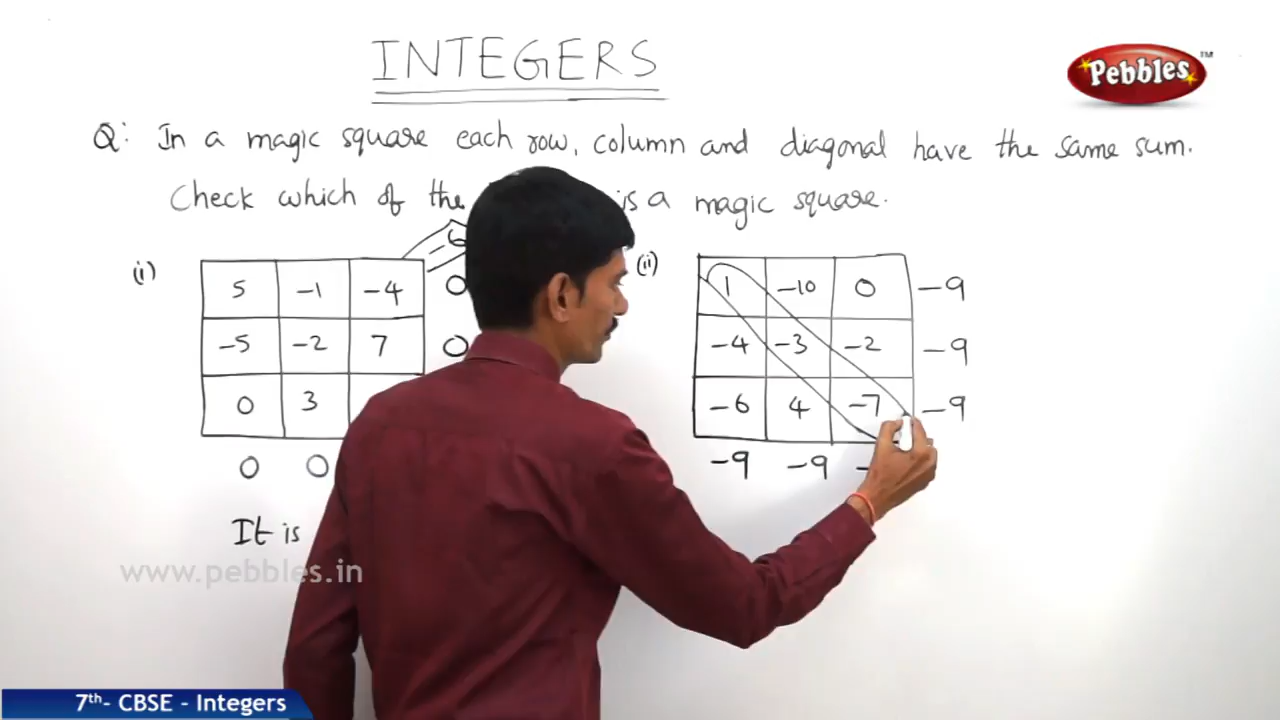 INTEGERS
Pebbles™
Q: In a magic square each row, column and diagonal have the same sum.
Check which of the is a magic square.
(i)
5 -1 -4 0
-5 -2 7 0
0 3
0 0
It is
(ii)
1 -10 0 -9
-4 -3 -2 -9
-6 4 -7 -9
-9 -9
www.pebbles.in
7th- CBSE - Integers